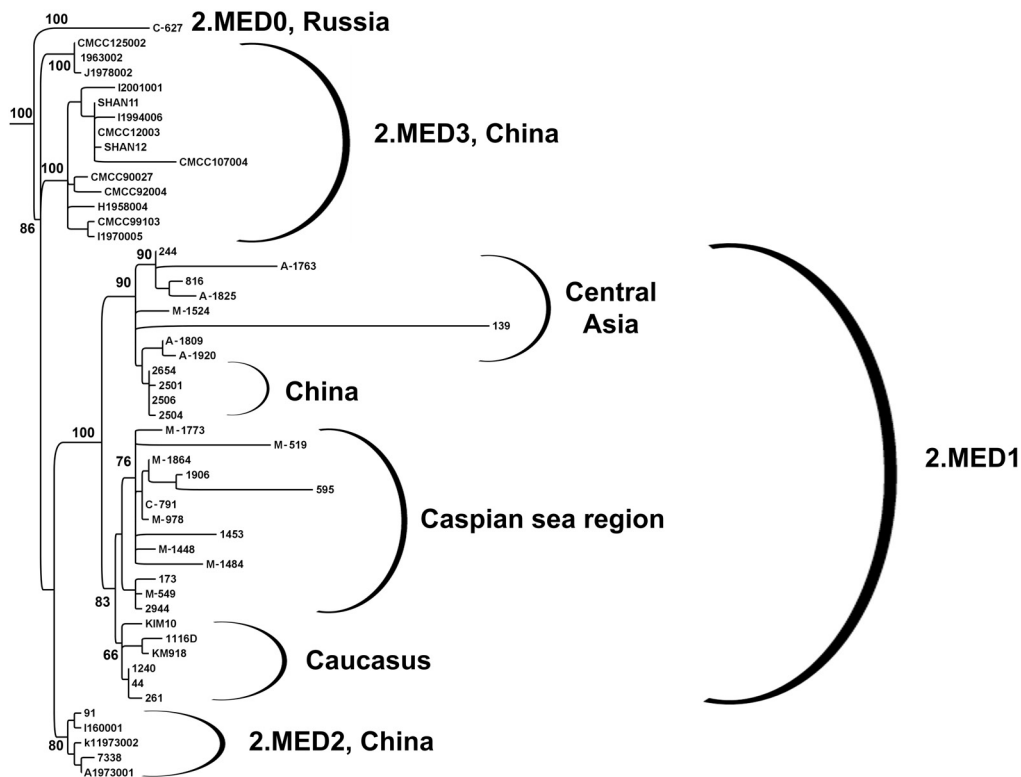 100
C-627
2.MED0, Russia
CMCC125002
1963002
100
J1978002
I2001001
SHAN11
100
I1994006
CMCC12003
2.MED3, China
SHAN12
100
CMCC107004
CMCC90027
CMCC92004
H1958004
86
CMCC99103
I1970005
90
244
A-1763
90
816
A-1825
Central
Asia
M-1524
139
A-1809
A-1920
2654
2501
China
2506
2504
100
M-1773
M-519
2.MED1
76
M-1864
1906
595
C-791
M-978
Caspian sea region
1453
M-1448
M-1484
173
M-549
83
2944
KIM10
1116D
66
KM918
Caucasus
1240
44
261
91
I160001
80
k11973002
2.MED2, China
7338
A1973001